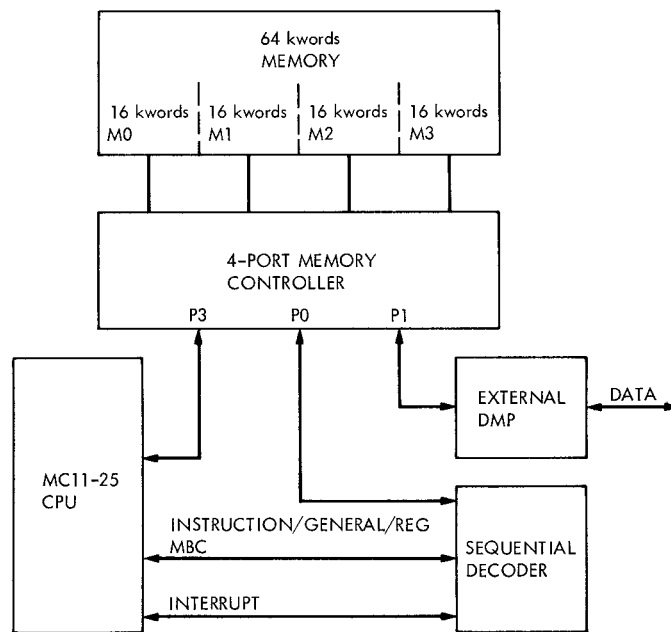 64 kwords
MEMORY
16 kwords 16 kwords 16 kwords 16 kwords
M0 M1 M2 M3
4-PORT MEMORY
CONTROLLER
P3 P0 P1
EXTERNAL
DMP
DATA
MC11-25
CPU
INSTRUCTION/GENERAL/REG
MBC
SEQUENTIAL
DECODER
INTERRUPT